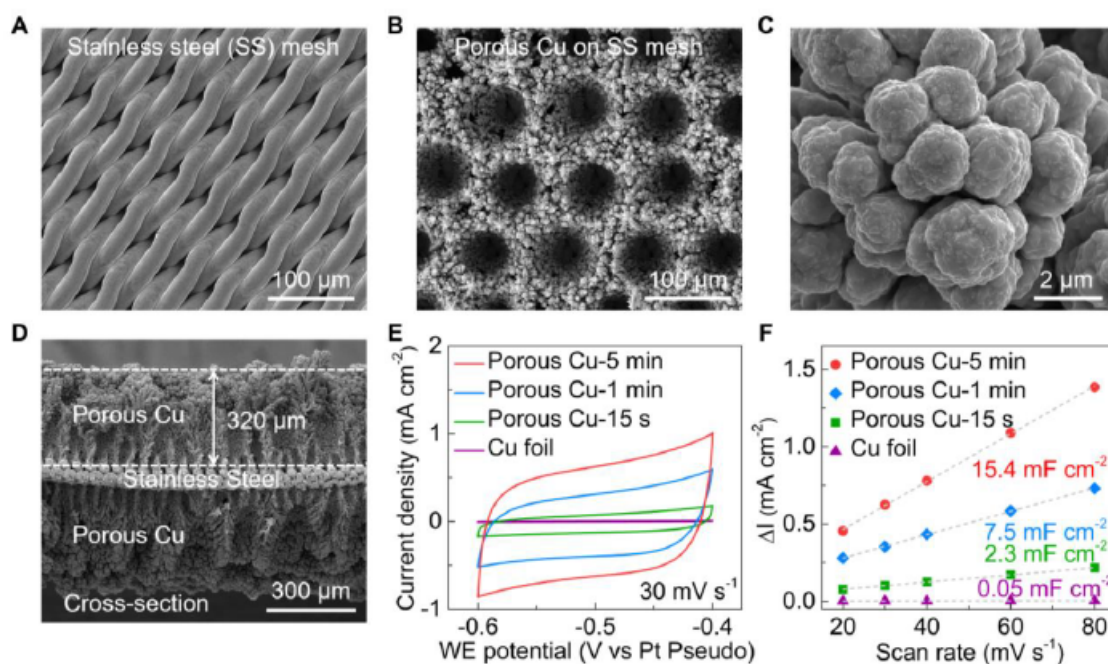 A
Stainless steel (SS) mesh
100 µm
B
Porous Cu on SS mesh
100 µm
C
2 µm
D
Porous Cu
320 µm
Stainless Steel
Porous Cu
Cross-section
300 µm
E
Current density (mA cm⁻²)
2
1
0
-1
Porous Cu-5 min
Porous Cu-1 min
Porous Cu-15 s
Cu foil
30 mV s⁻¹
-0.6
-0.5
-0.4
WE potential (V vs Pt Pseudo)
F
ΔI (mA cm⁻²)
1.5
1.0
0.5
0.0
Porous Cu-5 min
Porous Cu-1 min
Porous Cu-15 s
Cu foil
15.4 mF cm⁻²
7.5 mF cm⁻²
2.3 mF cm⁻²
0.05 mF cm⁻²
20
40
60
80
Scan rate (mV s⁻¹)